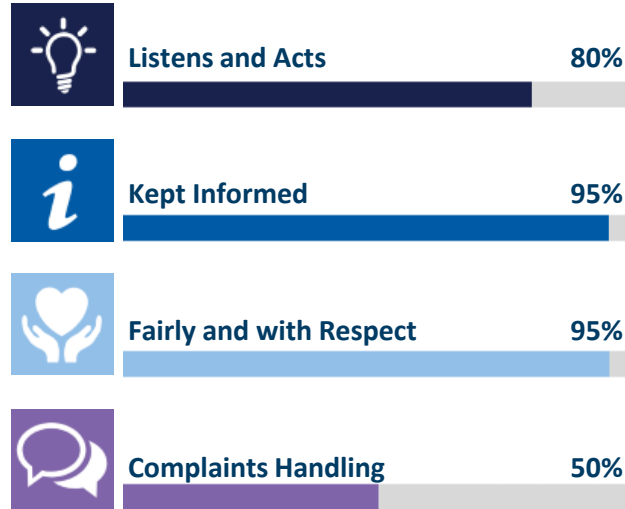 Listens and Acts 80%
Kept Informed 95%
Fairly and with Respect 95%
Complaints Handling 50%